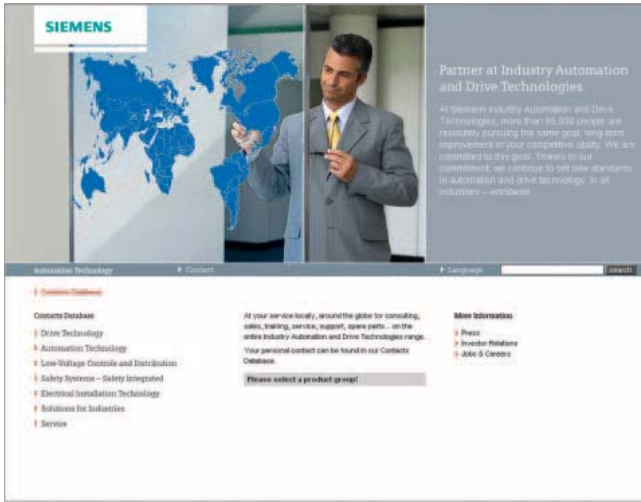 SIEMENS
Partner at Industry Automation
and Drive Technologies
At Siemens Industry Automation and Drive
Technologies, more than 65,000 people are
resolutely pursuing the same goal: long-term
improvement of your competitive ability. We are
committed to this goal. Thanks to our
commitment, we continue to set new standards
in automation and drive technology. In all
industries – worldwide.
Automation Technology
Contact
Language
search
Contacts Database
Contacts Database
Drive Technology
Automation Technology
Low-Voltage Controls and Distribution
Safety Systems – Safety Integrated
Electrical Installation Technology
Solutions for Industries
Service
At your service locally, around the globe for consulting,
sales, training, service, support, spare parts... on the
entire Industry Automation and Drive Technologies range.
Your personal contact can be found in our Contacts
Database.
Please select a product group!
More Information
Press
Investor Relations
Jobs & Careers